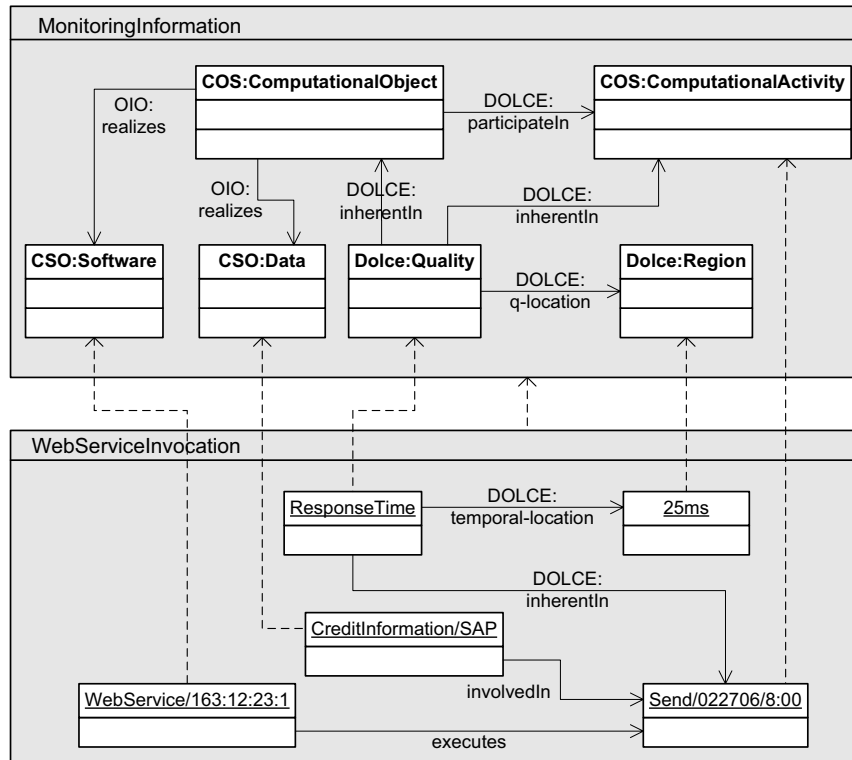 MonitoringInformation
COS:ComputationalObject
COS:ComputationalActivity
OIO:
realizes
DOLCE:
participateIn
OIO:
realizes
DOLCE:
inherentIn
DOLCE:
inherentIn
CSO:Software
CSO:Data
Dolce:Quality
Dolce:Region
DOLCE:
q-location
WebServiceInvocation
ResponseTime
DOLCE:
temporal-location
25ms
DOLCE:
inherentIn
CreditInformation/SAP
involvedIn
WebService/163:12:23:1
Send/022706/8:00
executes